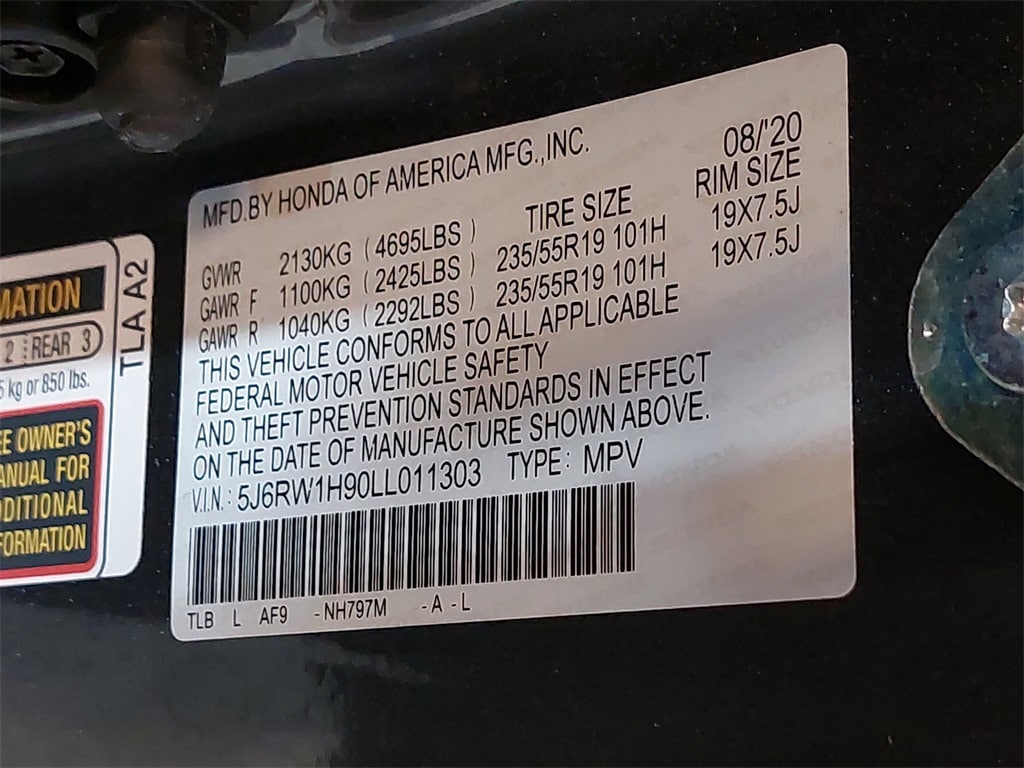 MFD.BY HONDA OF AMERICA MFG.,INC. 08/'20
TIRE SIZE RIM SIZE
GVWR 2130KG (4695LBS)
GAWR F 1100KG (2425LBS) 235/55R19 101H 19X7.5J
GAWR R 1040KG (2292LBS) 235/55R19 101H 19X7.5J
THIS VEHICLE CONFORMS TO ALL APPLICABLE
FEDERAL MOTOR VEHICLE SAFETY
AND THEFT PREVENTION STANDARDS IN EFFECT
ON THE DATE OF MANUFACTURE SHOWN ABOVE.
V.I.N.: 5J6RW1H90LL011303 TYPE: MPV
TLB L AF9 -NH797M -A -L
MATION
2 REAR 3
5 kg or 850 lbs.
EE OWNER'S
ANUAL FOR
DDITIONAL
FORMATION
TLA A2